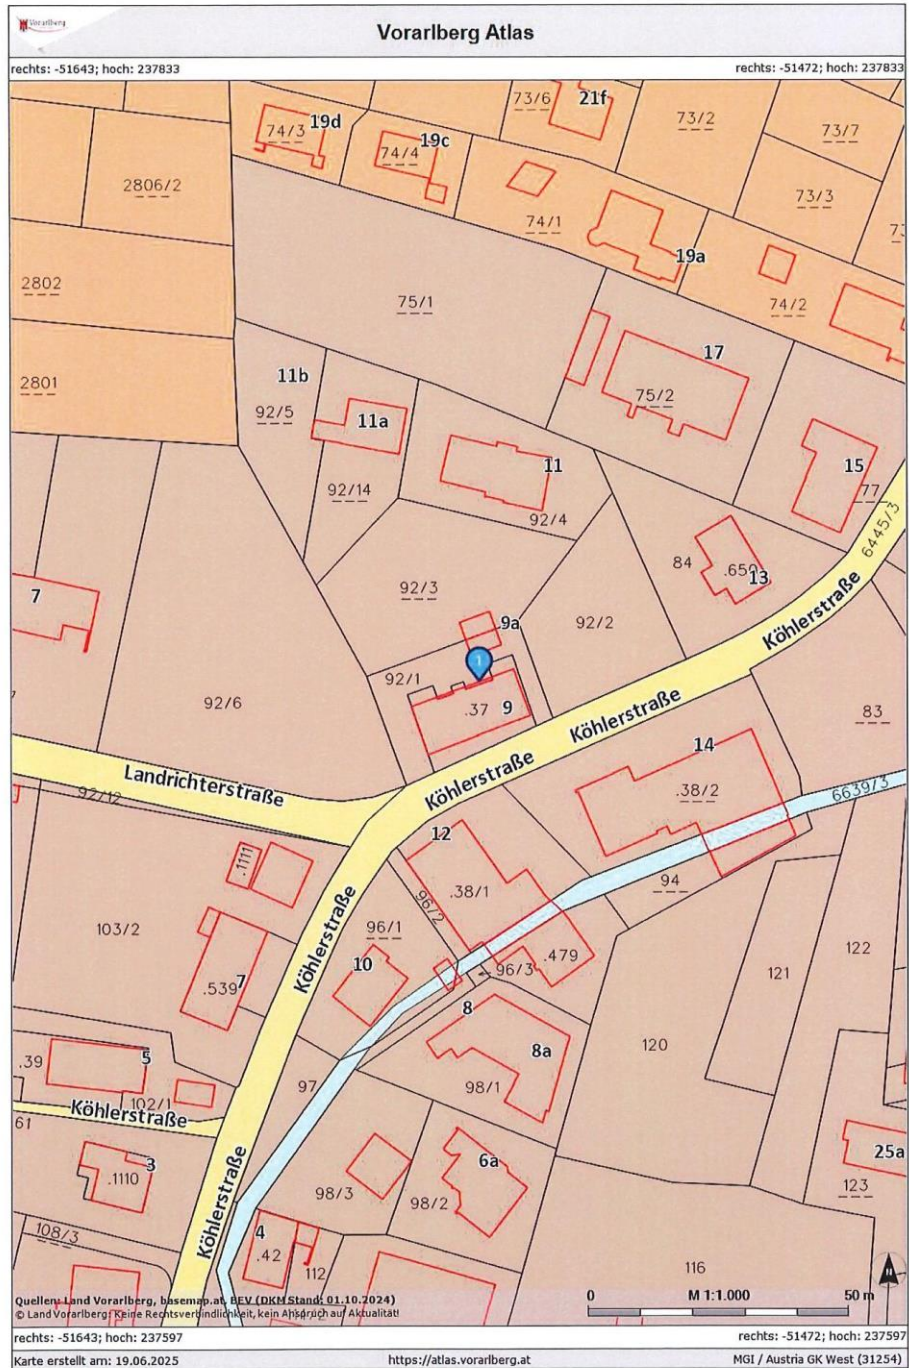 Vorarlberg
Vorarlberg Atlas
rechts: -51643; hoch: 237833
rechts: -51472; hoch: 237833
73/6
21f
73/2
73/7
19d
74/3
19c
74/4
2806/2
73/3
74/1
73
19a
2802
75/1
74/2
17
2801
11b
92/5
11a
75/2
11
15
77
92/14
92/4
6445/3
84
.650
13
92/3
7
9a
92/2
Köhlerstraße
1
92/1
92/6
.37
9
Köhlerstraße
83
14
Landrichterstraße
Köhlerstraße
.38/2
6639/3
92/12
12
.1111
.38/1
94
96/2
103/2
96/1
122
Köhlerstraße
.479
10
96/3
121
7
.539
8
120
8a
5
.39
97
98/1
102/1
Köhlerstraße
61
3
6a
25a
.1110
98/3
98/2
123
Köhlerstraße
108/3
4
.42
112
116
Quellen: Land Vorarlberg, basemap.at, BEV (DKM Stand: 01.10.2024)
© Land Vorarlberg: Keine Rechtsverbindlichkeit, kein Anspruch auf Aktualität!
0
M 1:1.000
50 m
N
rechts: -51643; hoch: 237597
rechts: -51472; hoch: 237597
Karte erstellt am: 19.06.2025
https://atlas.vorarlberg.at
MGI / Austria GK West (31254)